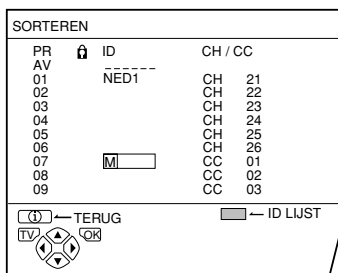 SORTEREN
PR ID CH / CC
AV _ _ _ _ _ _
01 NED1 CH 21
02 CH 22
03 CH 23
04 CH 24
05 CH 25
06 CH 26
07 M CC 01
08 CC 02
09 CC 03
i TERUG ID LIJST
TV OK